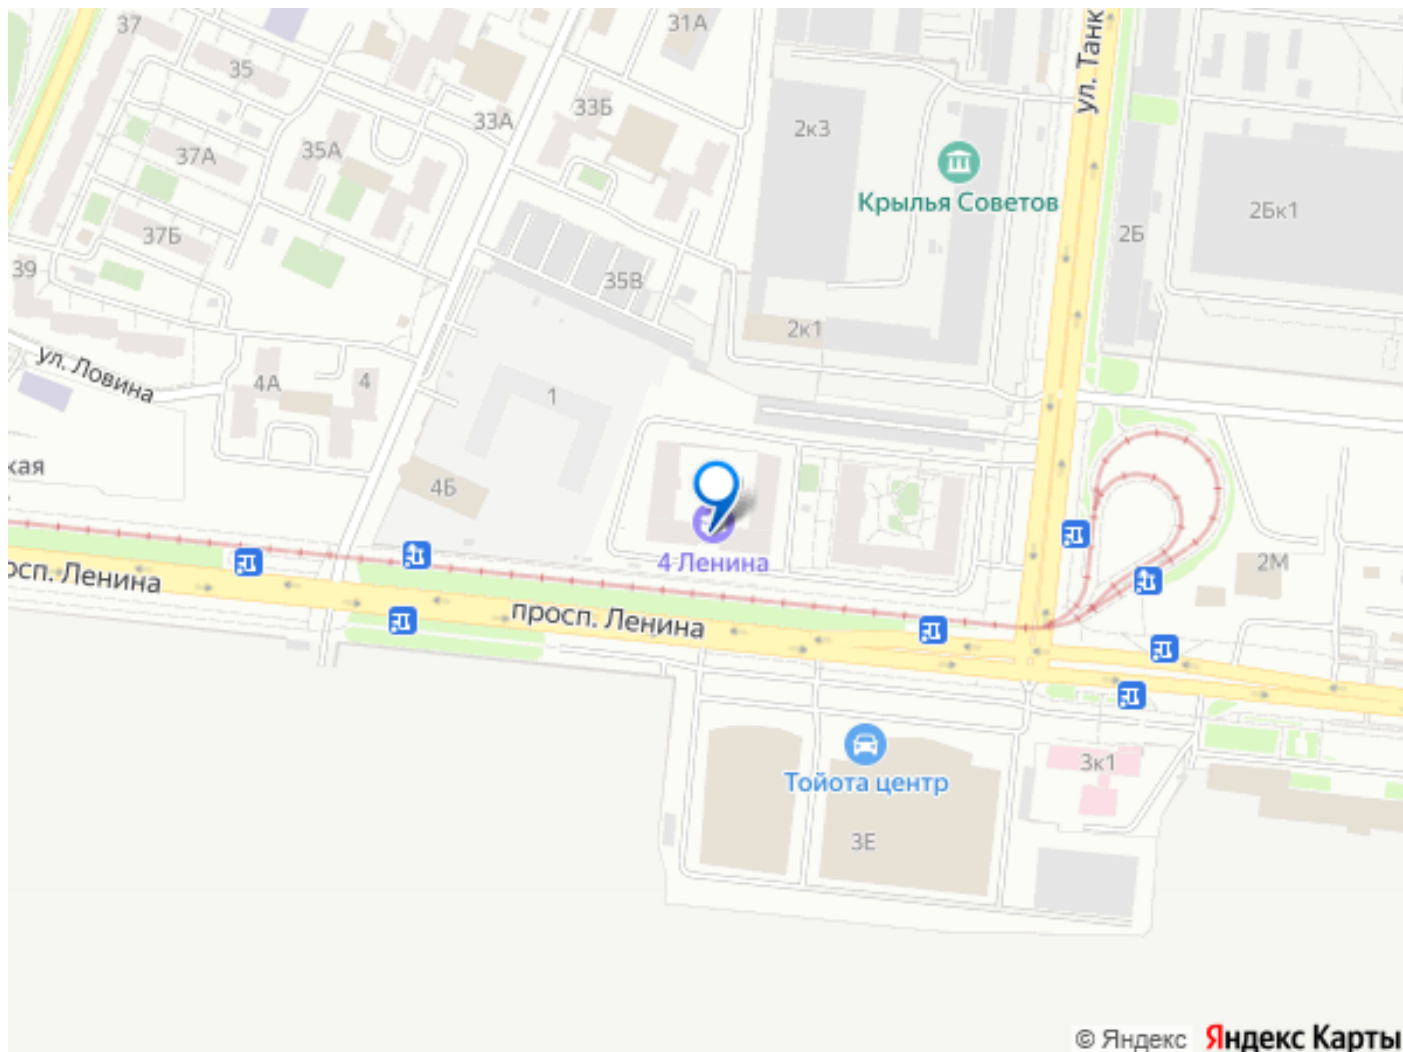 37
31А
ул. Танк
35
33А
33Б
2к3
37А
35А
Крылья Советов
2Бк1
37Б
2Б
39
35В
2к1
ул. Ловина
4А
4
1
кая
4Б
4 Ленина
2М
осп. Ленина
просп. Ленина
3к1
Тойота центр
3Е
© Яндекс Яндекс Карты